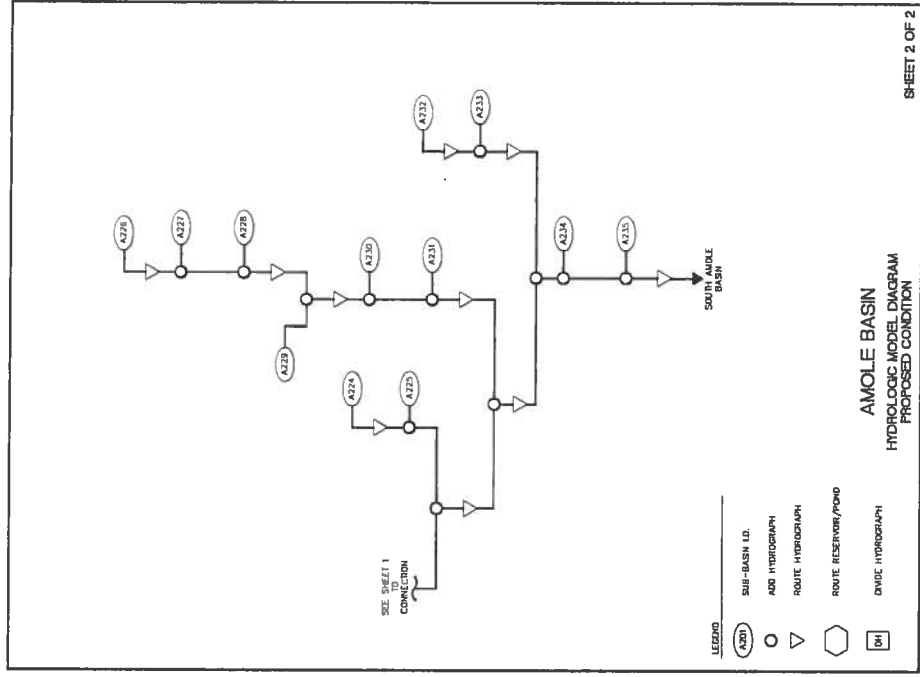 A226
A227
A228
A229
A230
A231
A232
A233
A224
A225
SEE SHEET 1
TO
CONNECTION
A234
A235
SOUTH AMOLE
BASIN
LEGEND
A201
SUB-BASIN I.D.
ADD HYDROGRAPH
ROUTE HYDROGRAPH
ROUTE RESERVOIR/POND
DH
DIVIDE HYDROGRAPH
AMOLE BASIN
HYDROLOGIC MODEL DIAGRAM
PROPOSED CONDITION
SHEET 2 OF 2